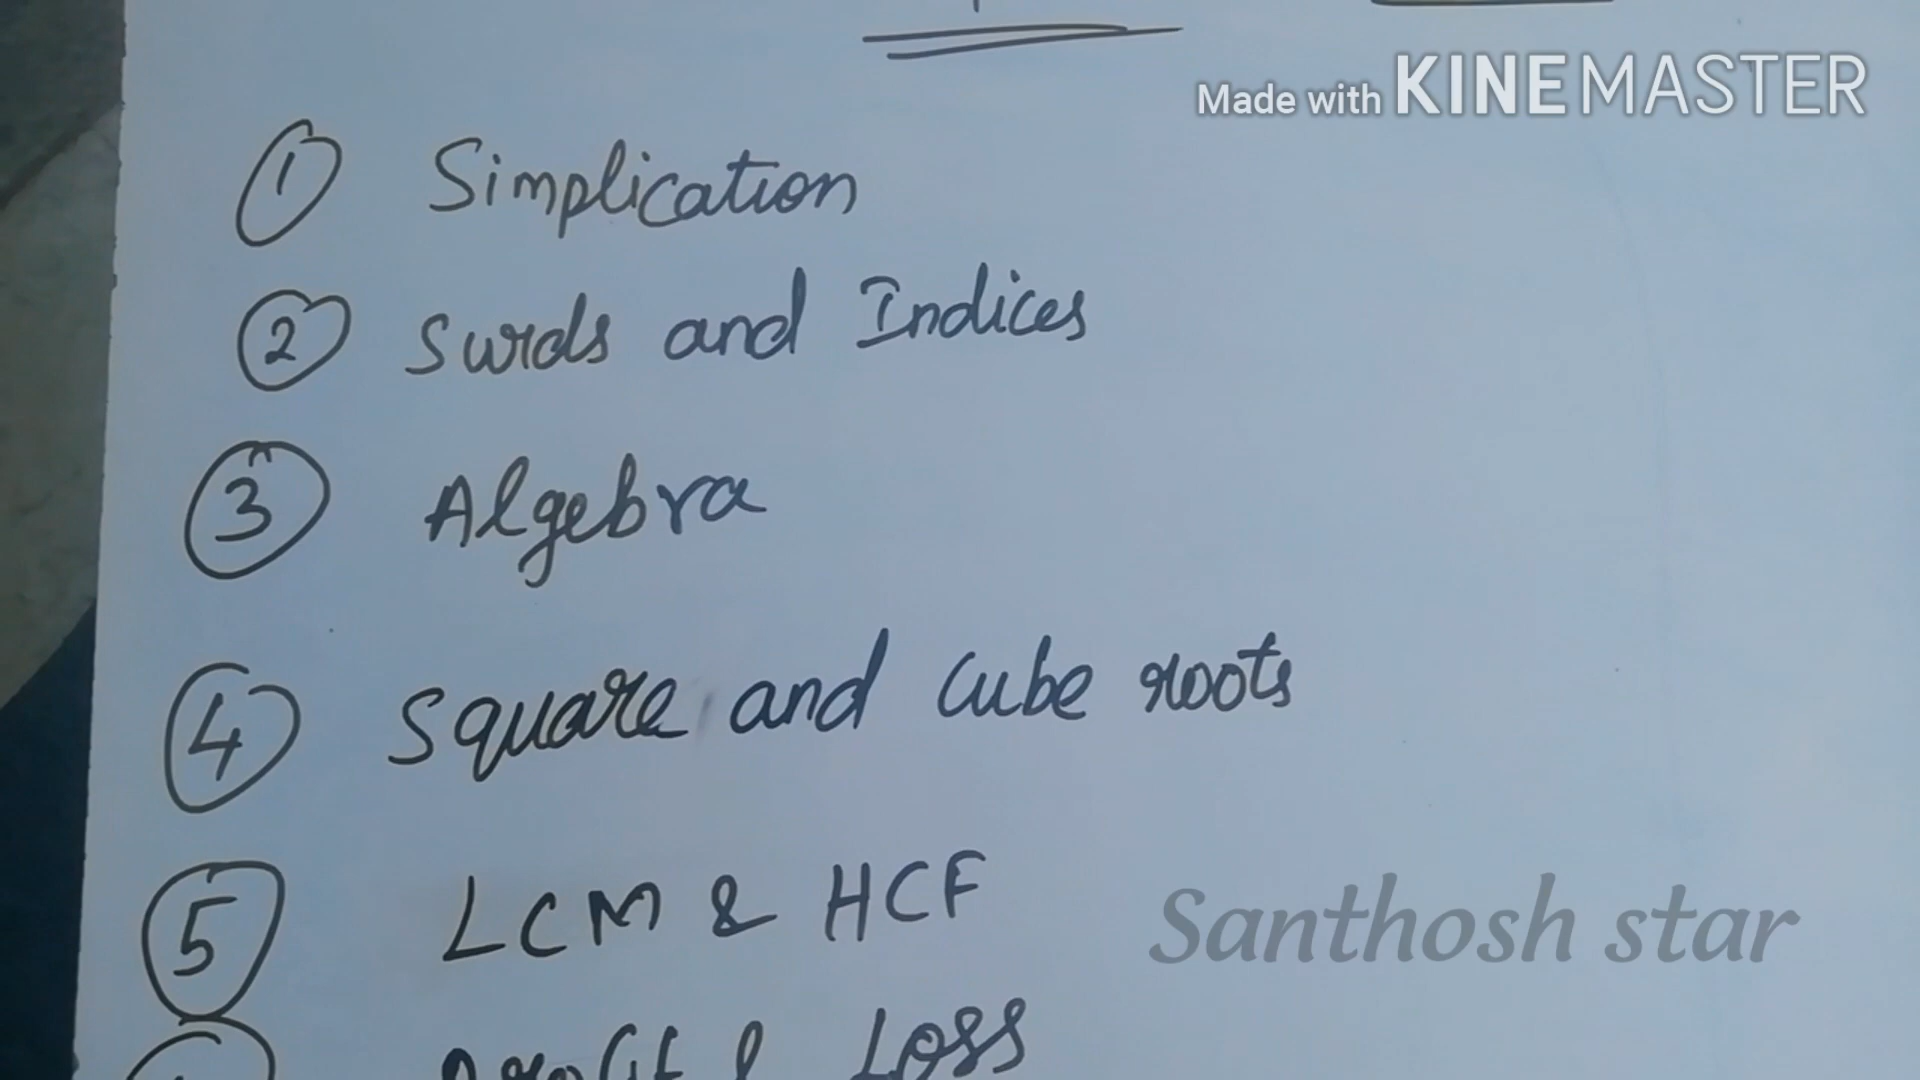 Made with KINEMASTER
① Simplication
② Surds and Indices
③ Algebra
④ Square and Cube roots
⑤ LCM & HCF
Santhosh star
Profit & Loss